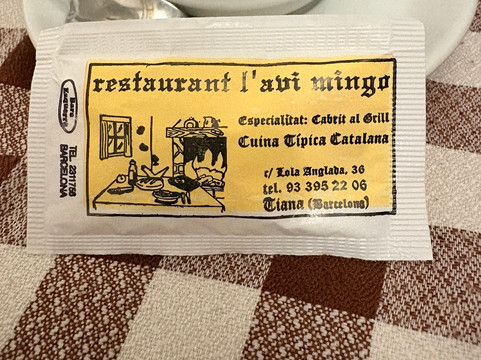 restaurant l'avi mingo
Especialitat: Cabrit al Grill
Cuina Típica Catalana
c/ Lola Anglada, 36
tel. 93 395 22 06
Tiana (Barcelona)
TEL. 2311768
BARCELONA